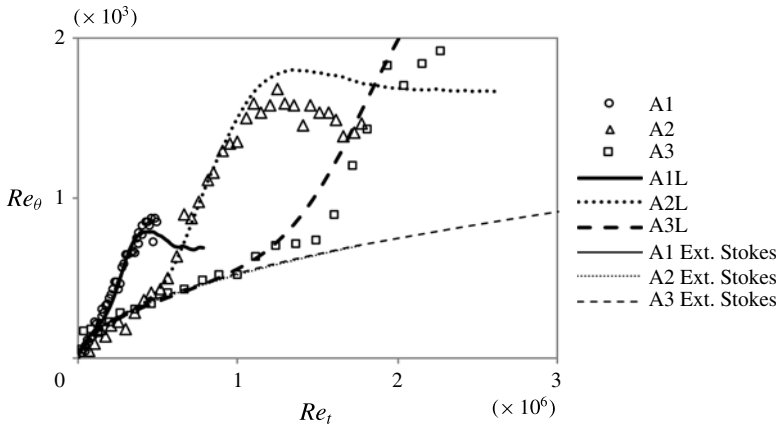 (× 10³)
2
1
0
Re_θ
1
2
3
Re_t
(× 10⁶)
A1
A2
A3
A1L
A2L
A3L
A1 Ext. Stokes
A2 Ext. Stokes
A3 Ext. Stokes